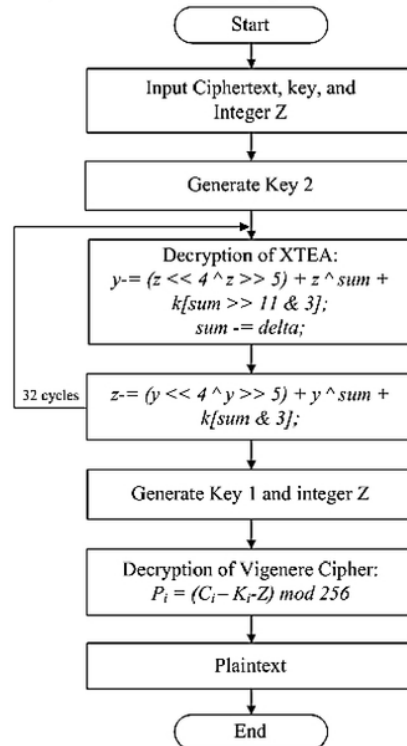 Start
Input Ciphertext, key, and
Integer Z
Generate Key 2
Decryption of XTEA:
y-= (z << 4 ^ z >> 5) + z ^ sum +
k[sum >> 11 & 3];
sum -= delta;
32 cycles
z-= (y << 4 ^ y >> 5) + y ^ sum +
k[sum & 3];
Generate Key 1 and integer Z
Decryption of Vigenere Cipher:
Pi = (Ci – Ki-Z) mod 256
Plaintext
End